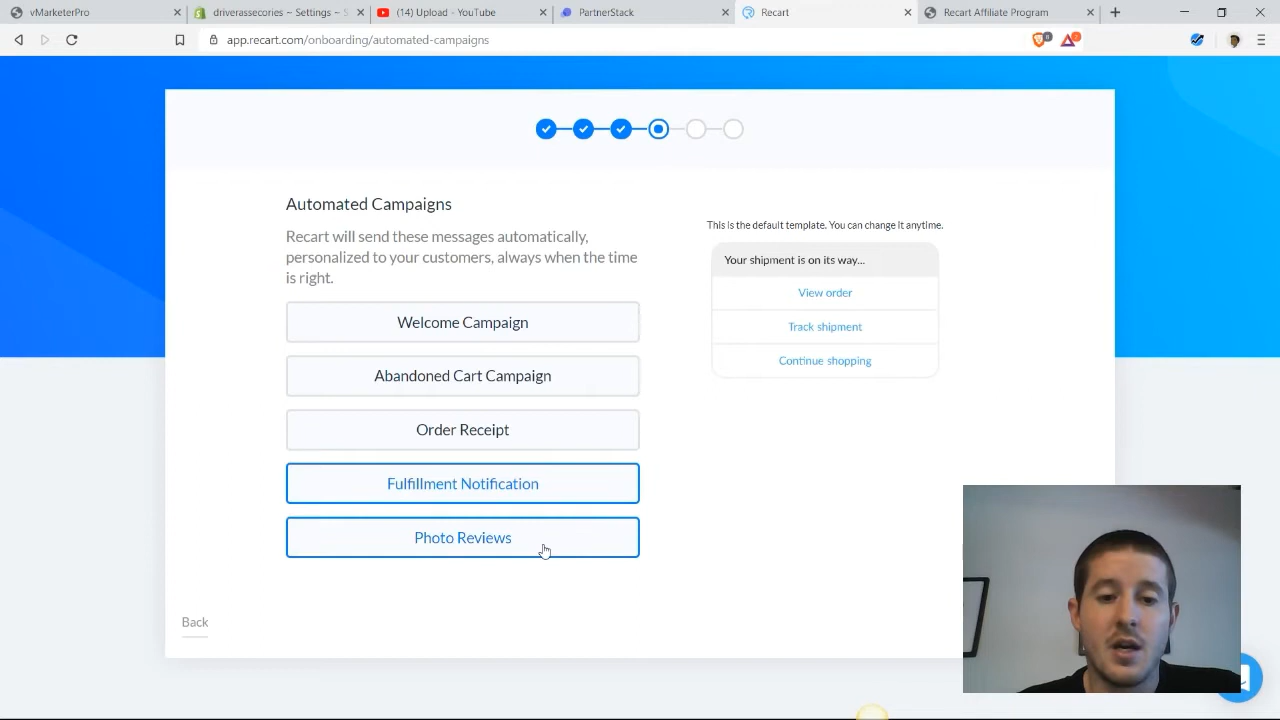 vMarketerPro
driverassecories ~ Settings ~ S
(14) Upload - YouTube
PartnerStack
Recart
Recart Affiliate Program
app.recart.com/onboarding/automated-campaigns
Automated Campaigns
Recart will send these messages automatically,
personalized to your customers, always when the time
is right.
Welcome Campaign
Abandoned Cart Campaign
Order Receipt
Fulfillment Notification
Photo Reviews
Back
This is the default template. You can change it anytime.
Your shipment is on its way...
View order
Track shipment
Continue shopping